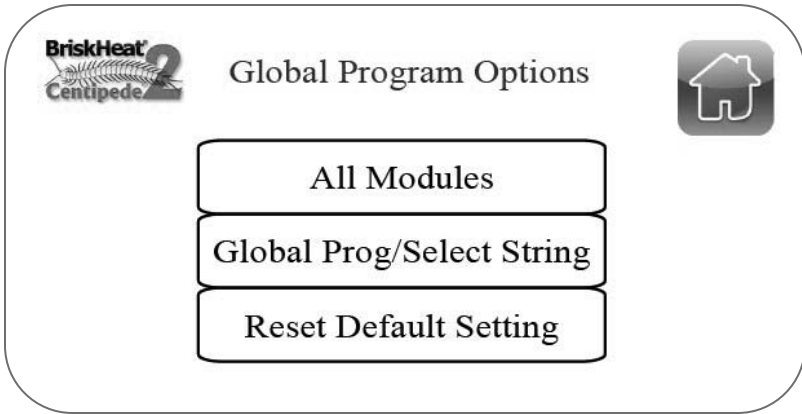 BriskHeat®
2
Centipede
Global Program Options
All Modules
Global Prog/Select String
Reset Default Setting